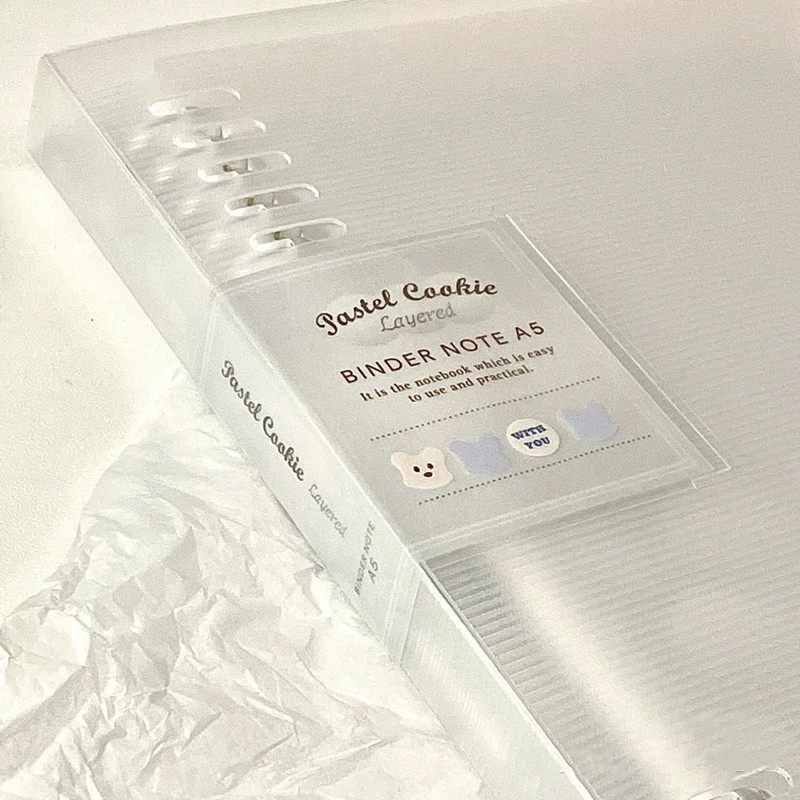 Pastel Cookie
Layered
BINDER NOTE A5
It is the notebook which is easy
to use and practical.
WITH
YOU
Pastel Cookie Layered
BINDER NOTE
A5